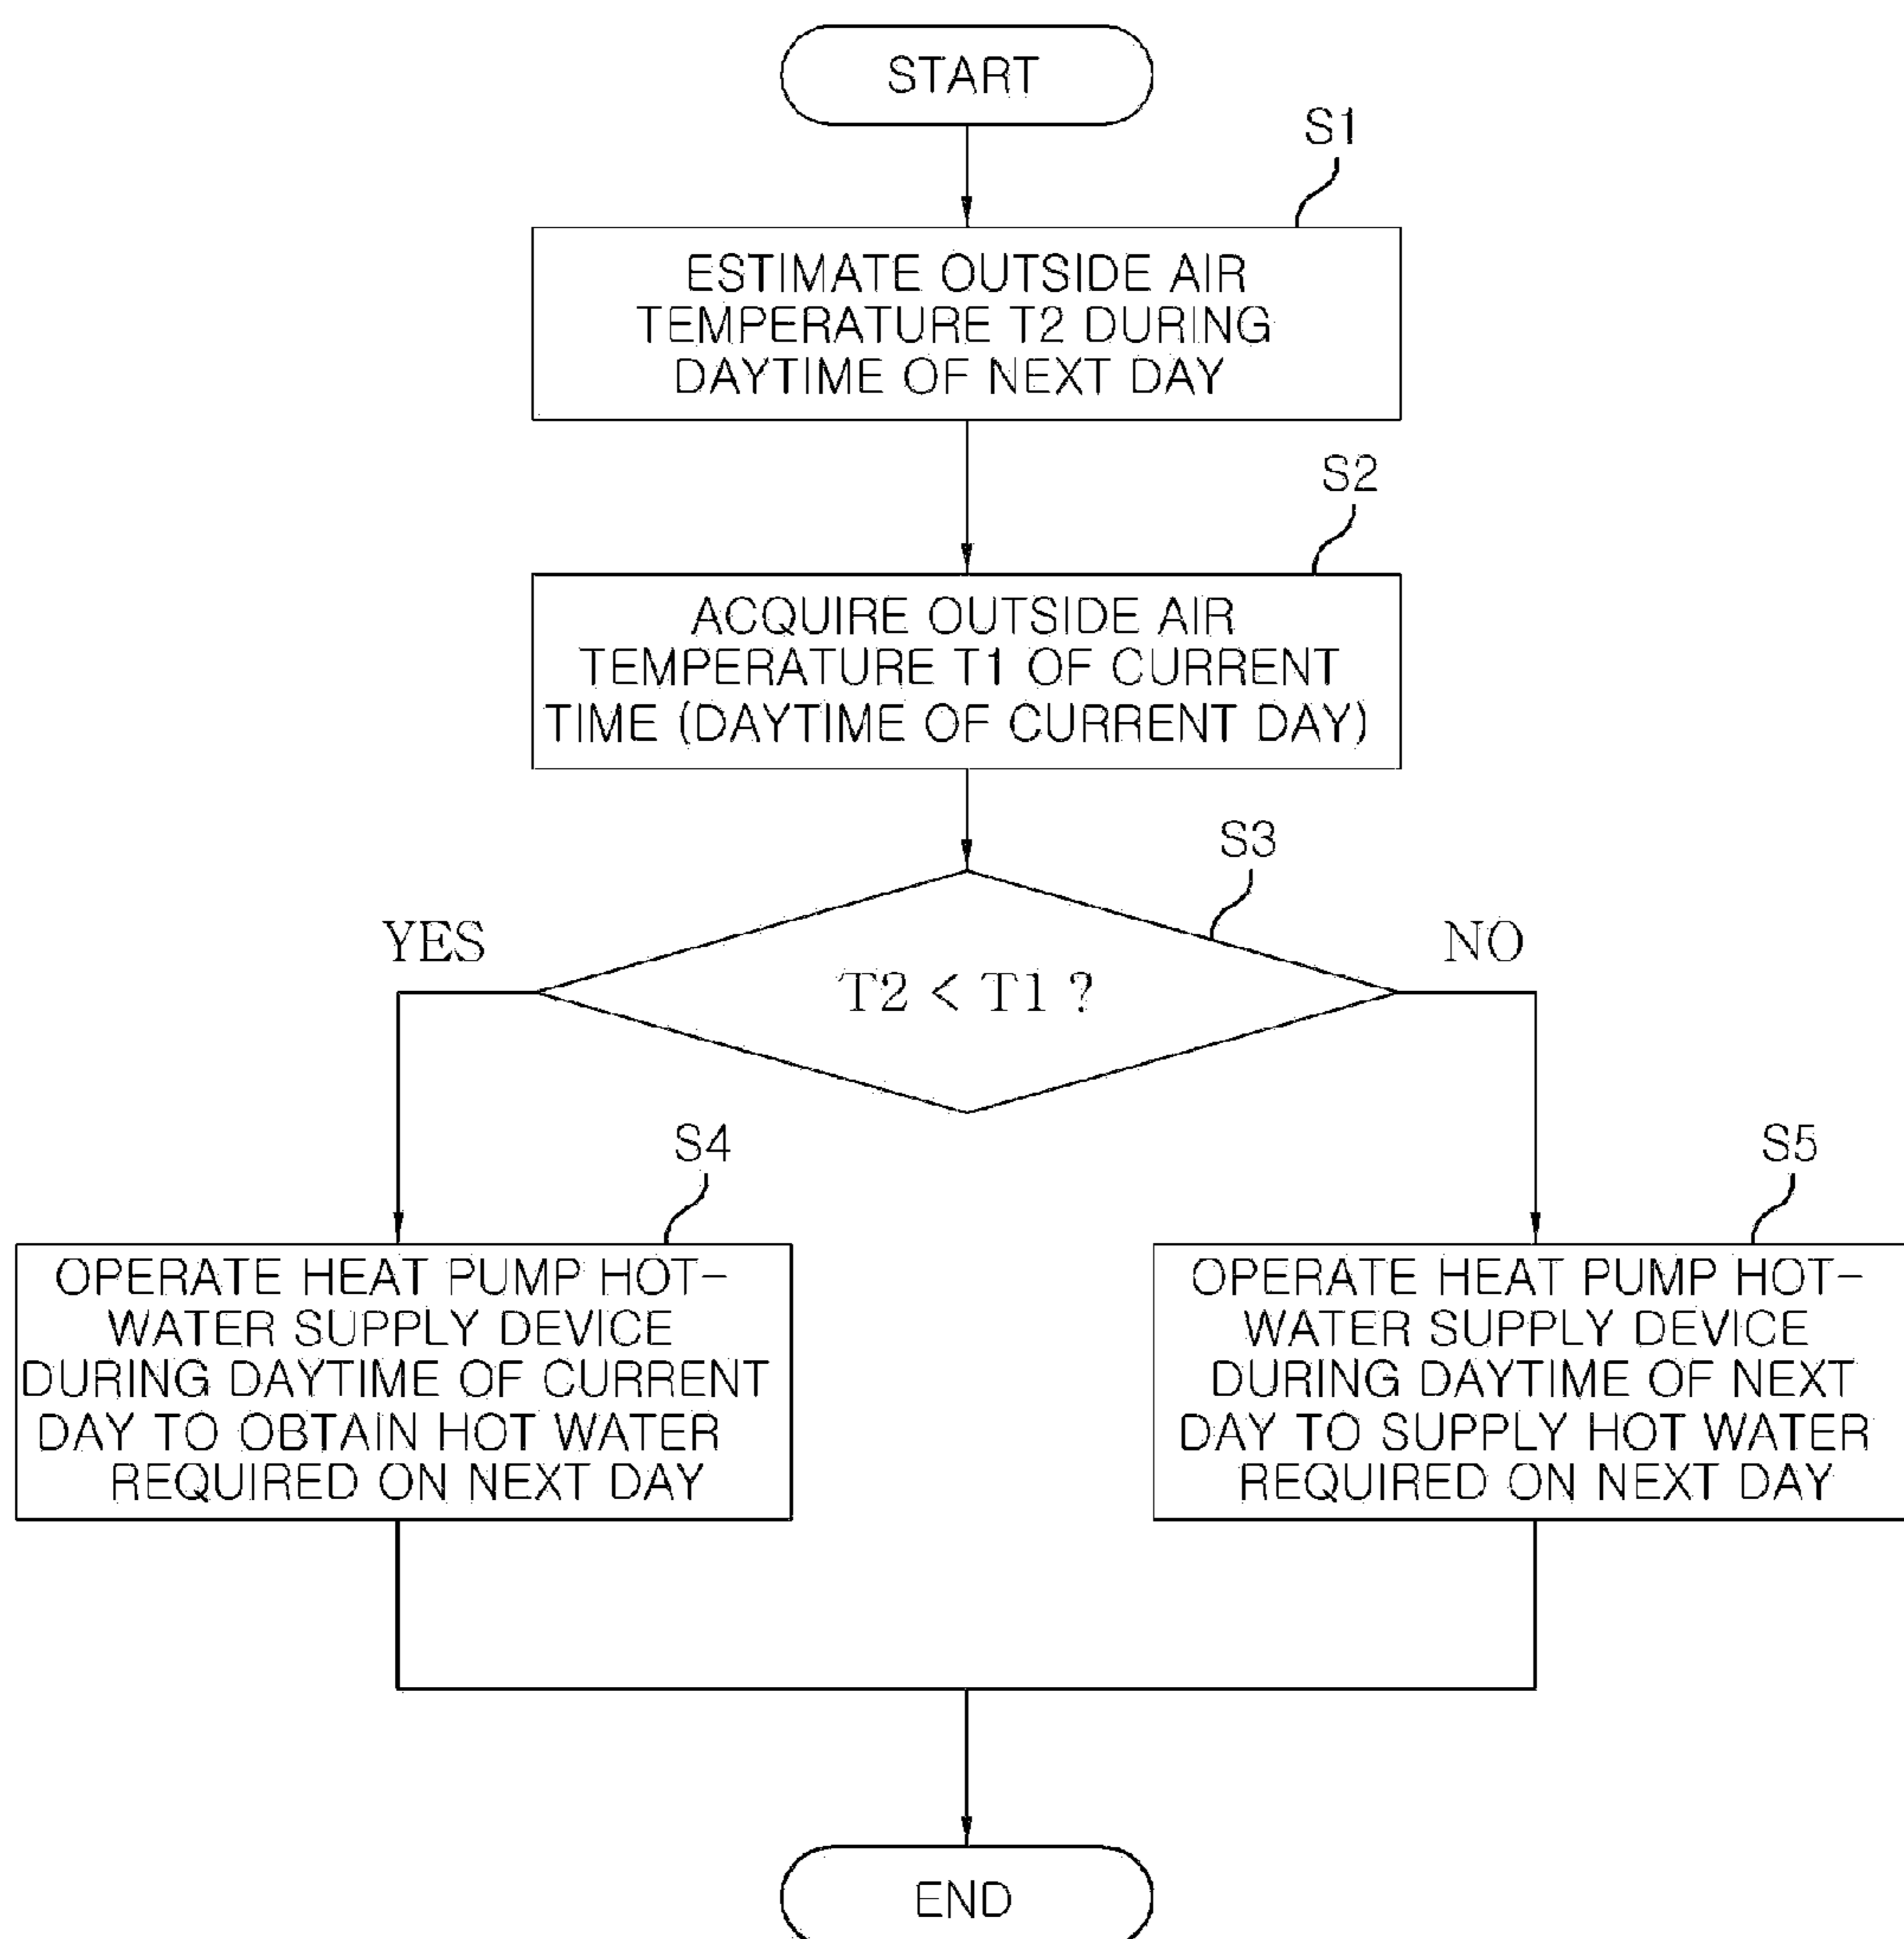 START
S1
ESTIMATE OUTSIDE AIR
TEMPERATURE T2 DURING
DAYTIME OF NEXT DAY
S2
ACQUIRE OUTSIDE AIR
TEMPERATURE T1 OF CURRENT
TIME (DAYTIME OF CURRENT DAY)
S3
YES
T2 < T1 ?
NO
S4
OPERATE HEAT PUMP HOT-
WATER SUPPLY DEVICE
DURING DAYTIME OF CURRENT
DAY TO OBTAIN HOT WATER
REQUIRED ON NEXT DAY
S5
OPERATE HEAT PUMP HOT-
WATER SUPPLY DEVICE
DURING DAYTIME OF NEXT
DAY TO SUPPLY HOT WATER
REQUIRED ON NEXT DAY
END